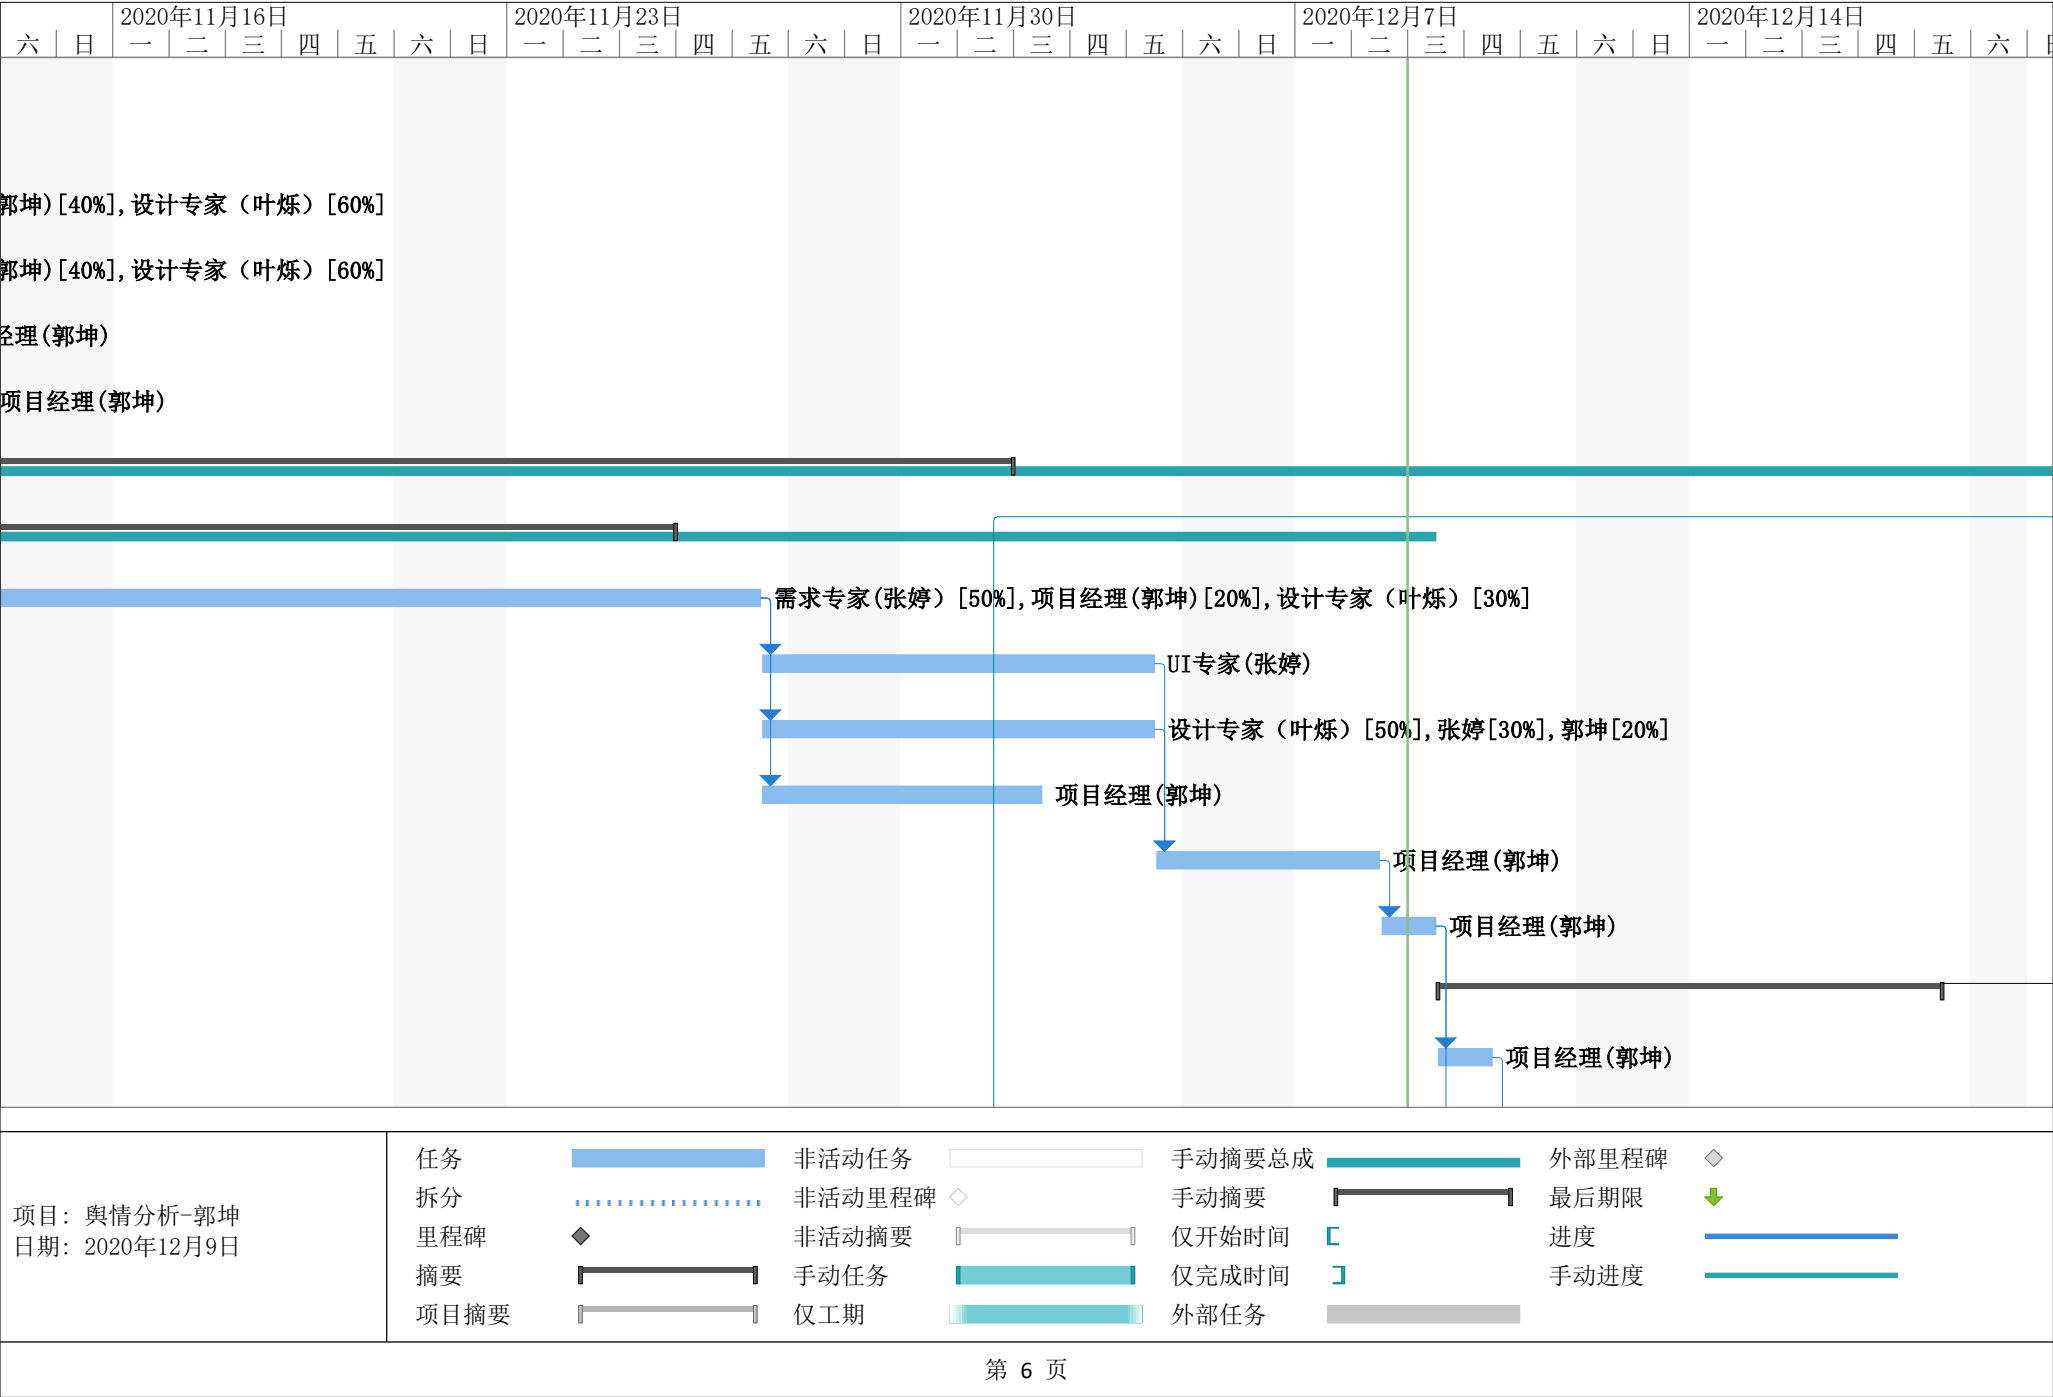 2020年11月16日 2020年11月23日 2020年11月30日 2020年12月7日 2020年12月14日
六 日 一 二 三 四 五 六 日 一 二 三 四 五 六 日 一 二 三 四 五 六 日 一 二 三 四 五 六 日 一 二 三 四 五 六
郭坤)[40%],设计专家（叶烁）[60%]
郭坤)[40%],设计专家（叶烁）[60%]
经理(郭坤)
项目经理(郭坤)
需求专家(张婷）[50%],项目经理(郭坤)[20%],设计专家（叶烁）[30%]
UI专家(张婷)
设计专家（叶烁）[50%],张婷[30%],郭坤[20%]
项目经理(郭坤)
项目经理(郭坤)
项目经理(郭坤)
项目经理(郭坤)
项目: 舆情分析-郭坤
日期: 2020年12月9日
任务 非活动任务 手动摘要总成 外部里程碑
拆分 非活动里程碑 手动摘要 最后期限
里程碑 非活动摘要 仅开始时间 进度
摘要 手动任务 仅完成时间 手动进度
项目摘要 仅工期 外部任务
第 6 页